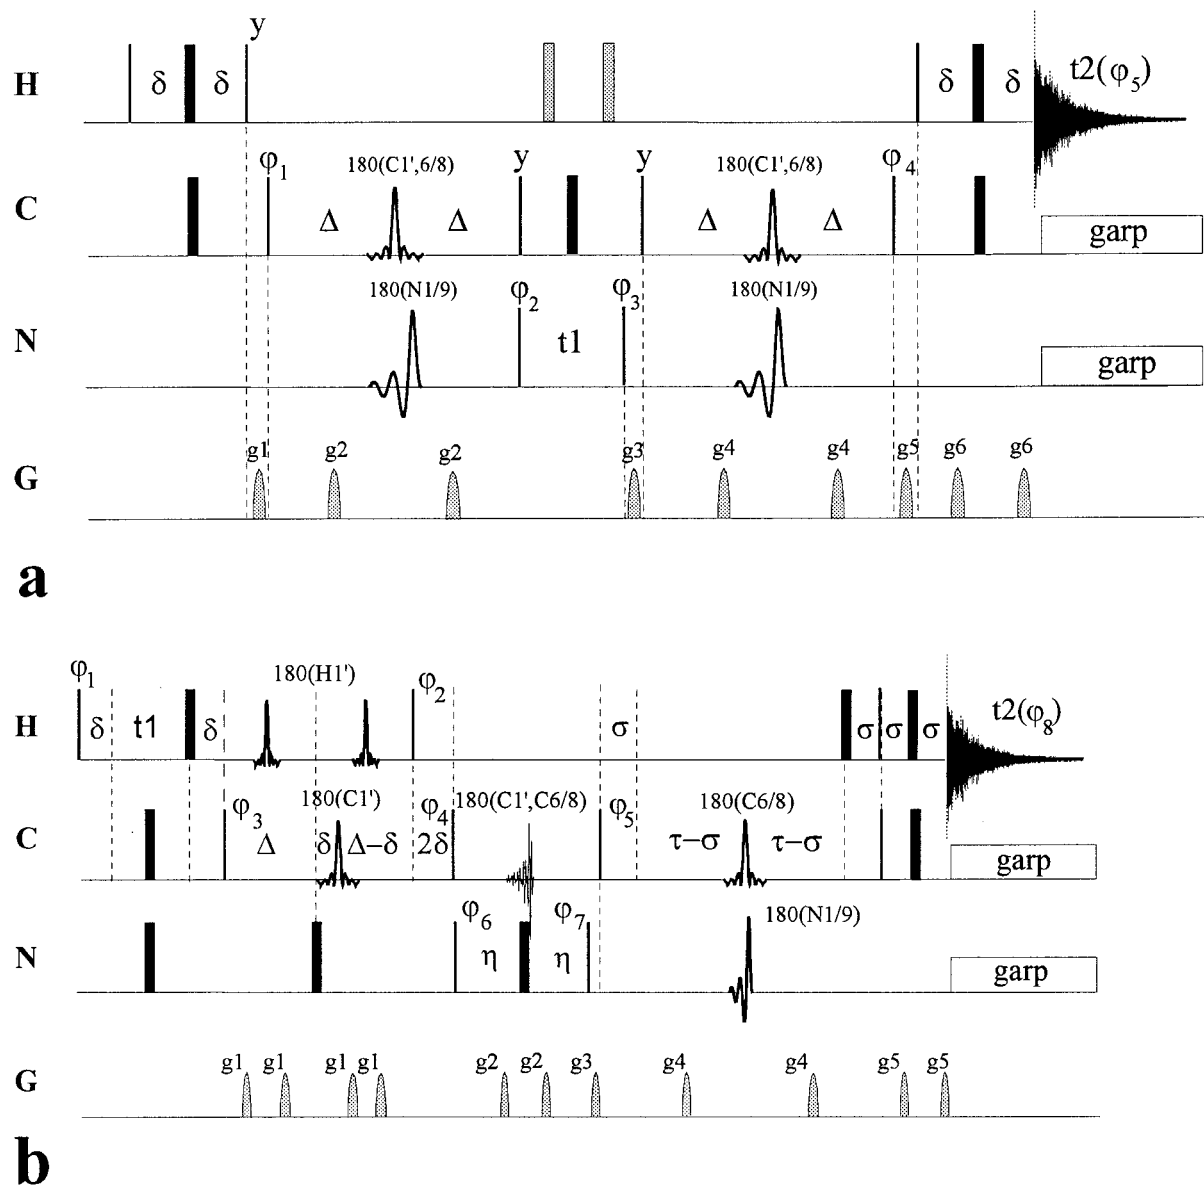 y
H δ δ t2(φ5)
φ1 180(C1',6/8) y y 180(C1',6/8) φ4
C Δ Δ Δ Δ garp
180(N1/9) φ2 φ3 180(N1/9)
N t1 garp
g1 g2 g2 g3 g4 g4 g5 g6 g6
G
δ δ
a
φ1 180(H1') φ2
H δ t1 δ σ σ σ σ t2(φ8)
φ3 180(C1') φ4 180(C1',C6/8) φ5 180(C6/8)
C Δ δ Δ−δ 2δ τ−σ τ−σ garp
φ6 φ7 180(N1/9)
N η η garp
g1 g1 g1 g1 g2 g2 g3 g4 g4 g5 g5
G
b